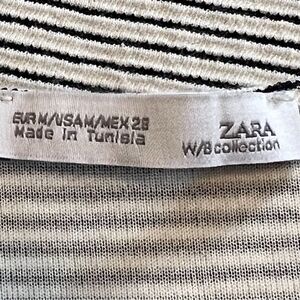 EUR M/USA M/MEX 28
Made in Tunisia
ZARA
W/B collection